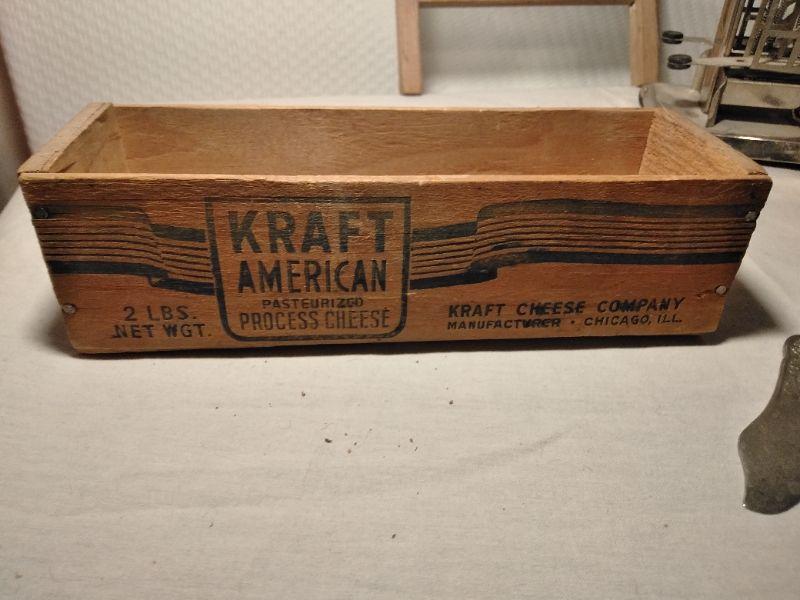 KRAFT
AMERICAN
PASTEURIZED
PROCESS CHEESE
2 LBS.
NET WGT.
KRAFT CHEESE COMPANY
MANUFACTURER · CHICAGO, ILL.